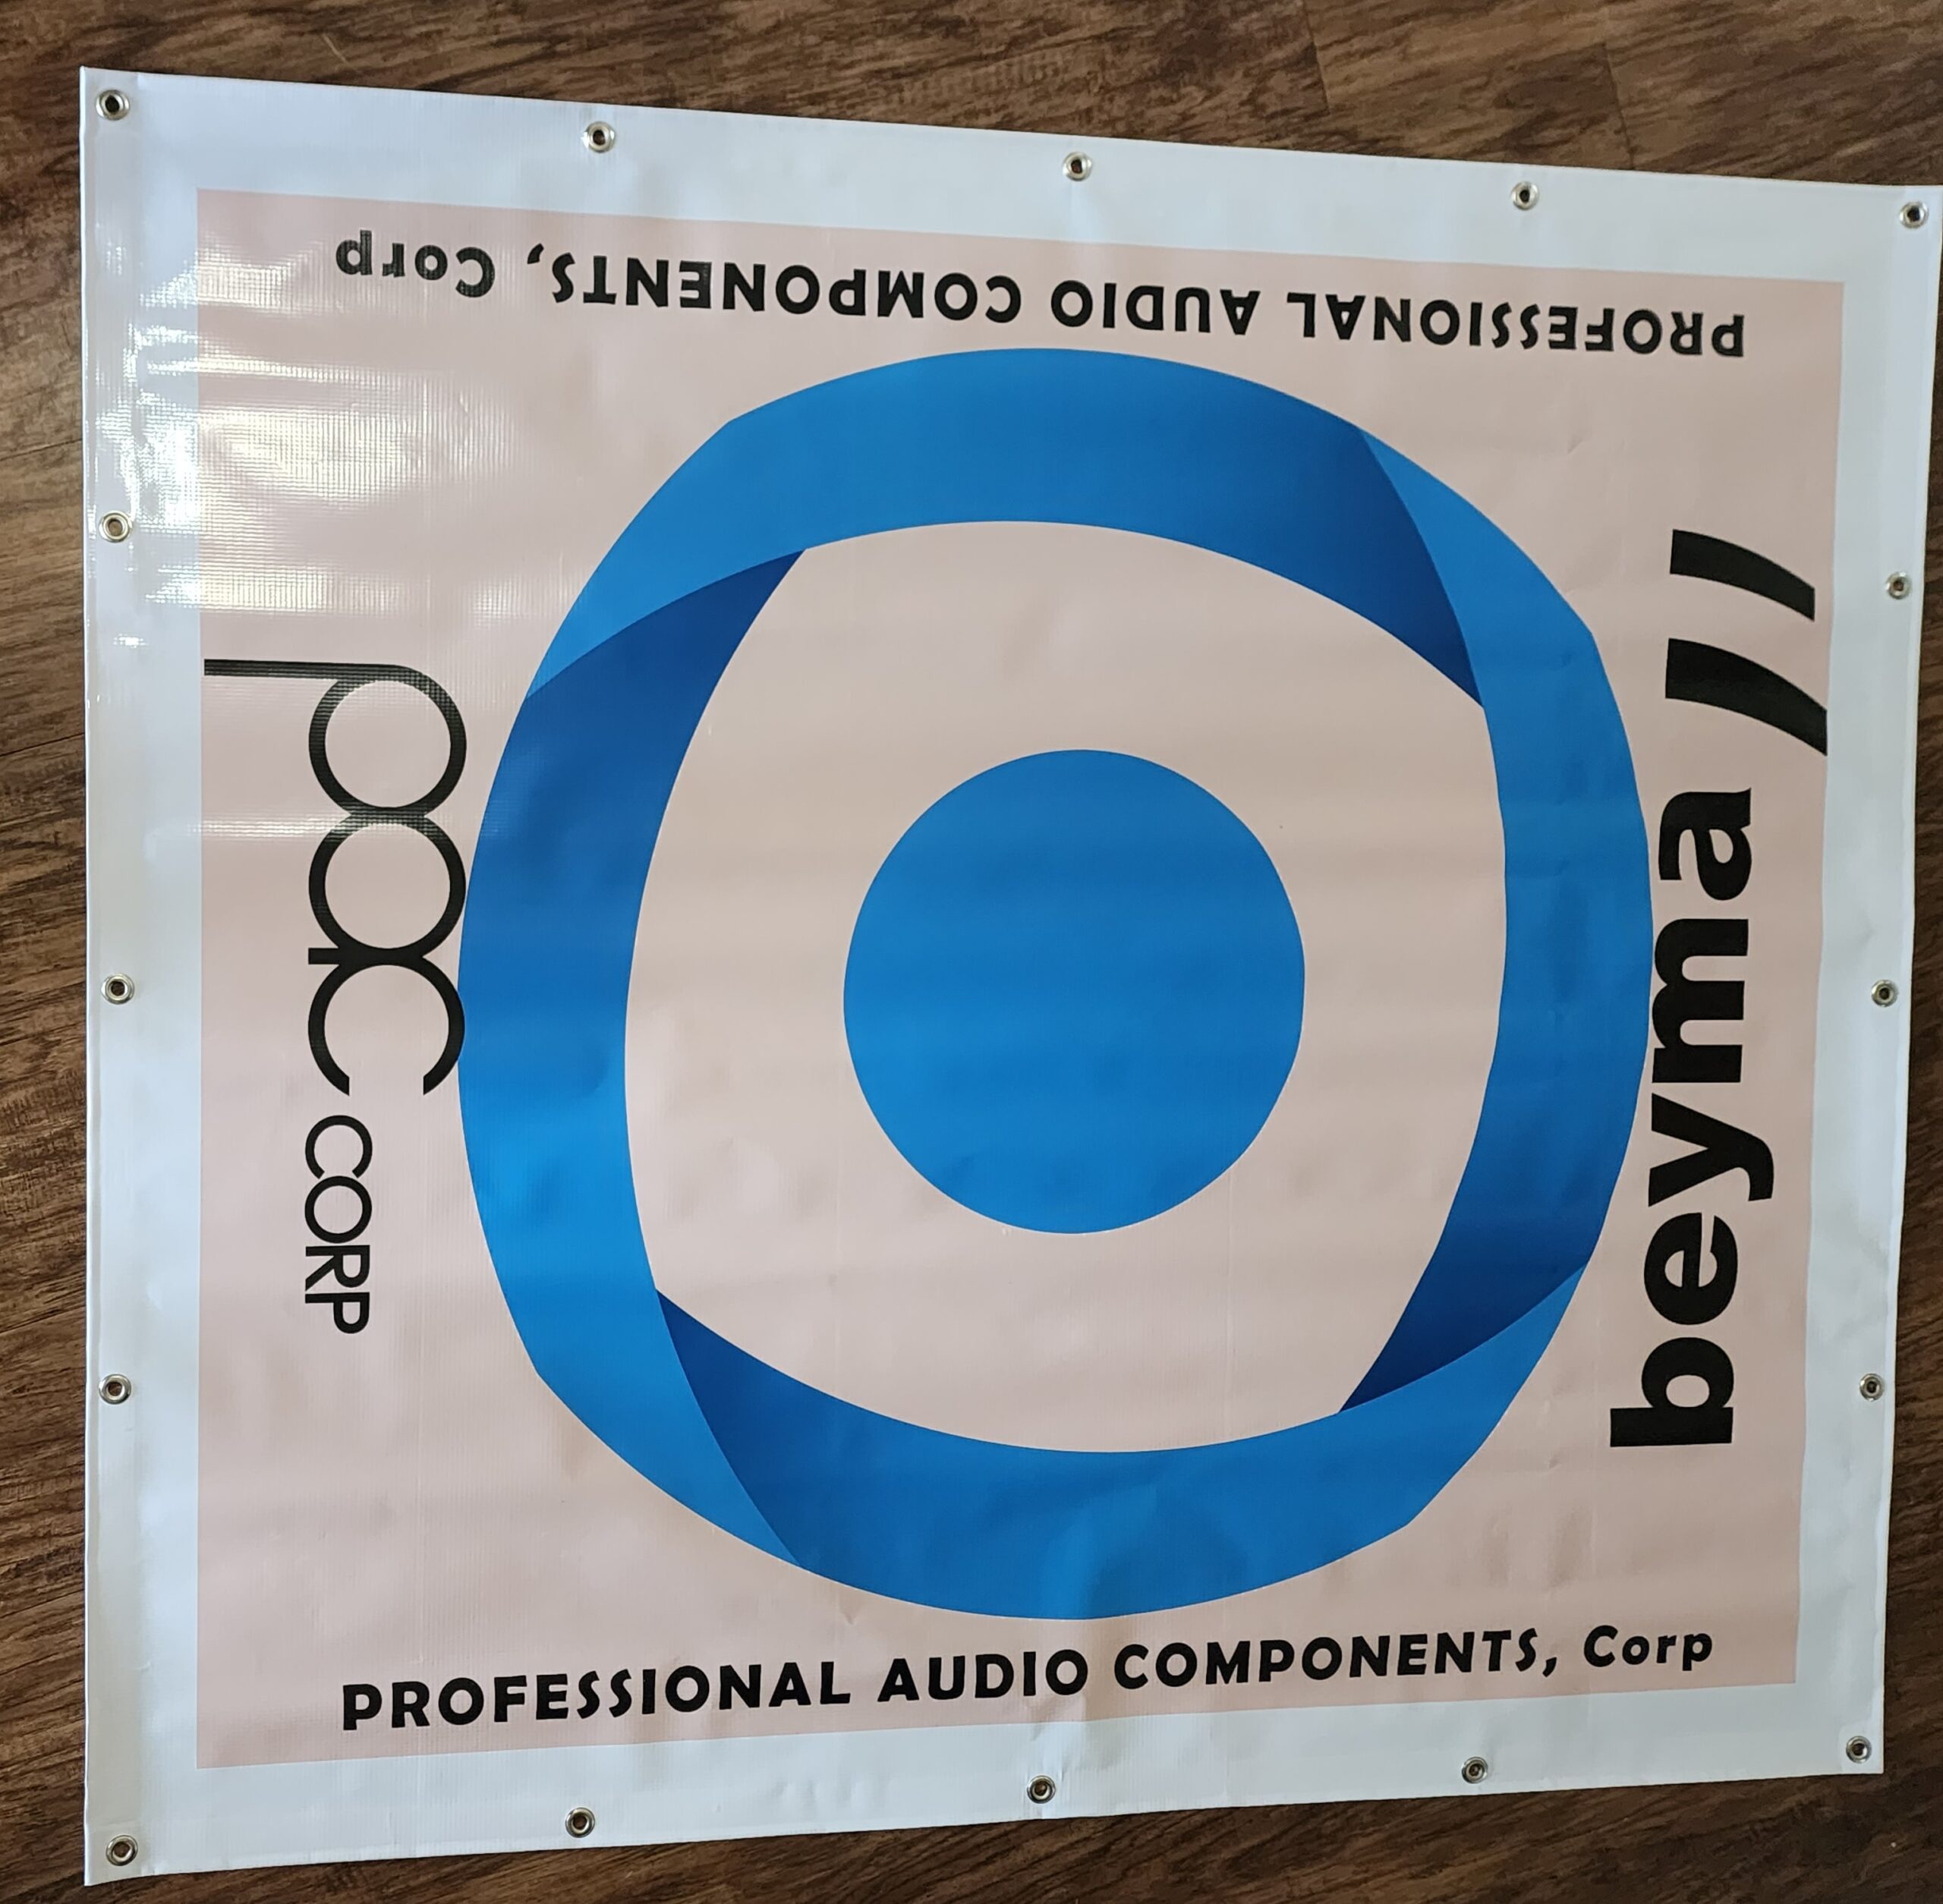 PROFESSIONAL AUDIO COMPONENTS, Corp
pac CORP
beyma //
PROFESSIONAL AUDIO COMPONENTS, Corp